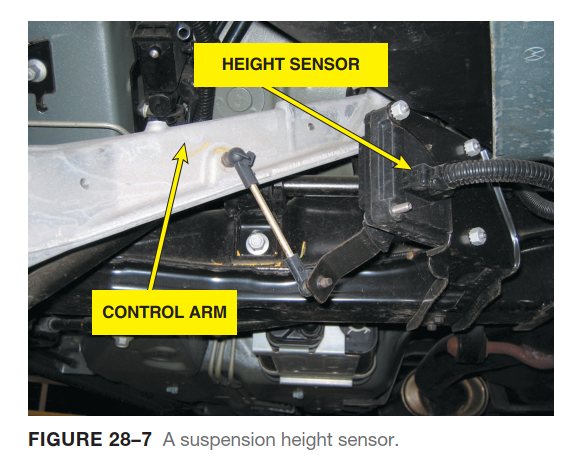 HEIGHT SENSOR
CONTROL ARM
FIGURE 28–7 A suspension height sensor.